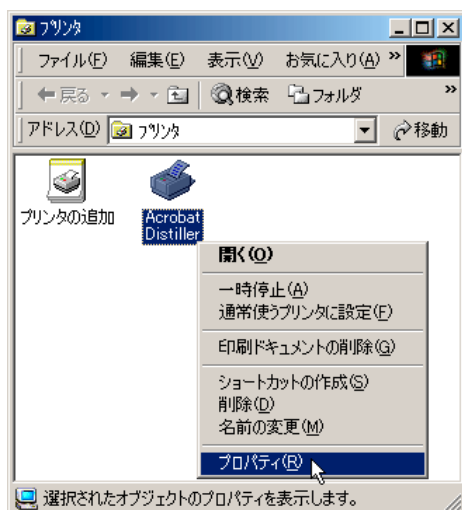 プリンタ
ファイル(F) 編集(E) 表示(V) お気に入り(A) »
戻る 検索 フォルダ »
アドレス(D) プリンタ 移動
プリンタの追加
Acrobat
Distiller
開く(O)
一時停止(A)
通常使うプリンタに設定(F)
印刷ドキュメントの削除(G)
ショートカットの作成(S)
削除(D)
名前の変更(M)
プロパティ(R)
選択されたオブジェクトのプロパティを表示します。